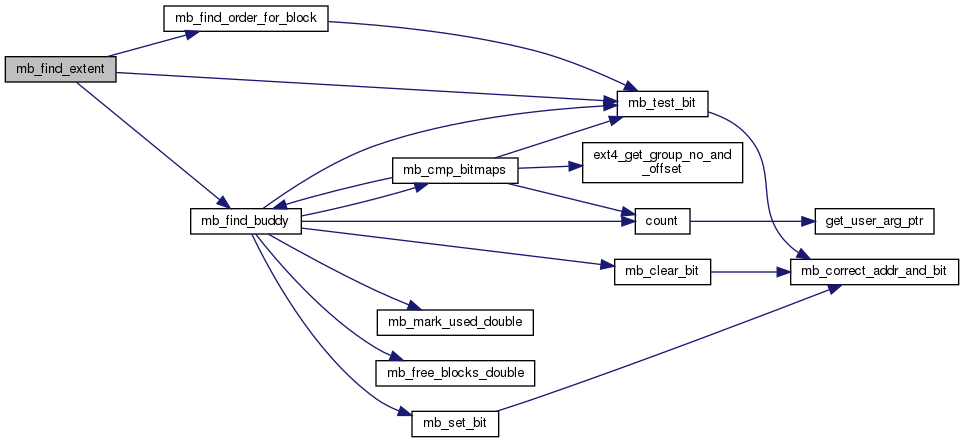 mb_find_order_for_block
mb_find_extent
mb_test_bit
ext4_get_group_no_and
_offset
mb_cmp_bitmaps
mb_find_buddy
count
get_user_arg_ptr
mb_clear_bit
mb_correct_addr_and_bit
mb_mark_used_double
mb_free_blocks_double
mb_set_bit